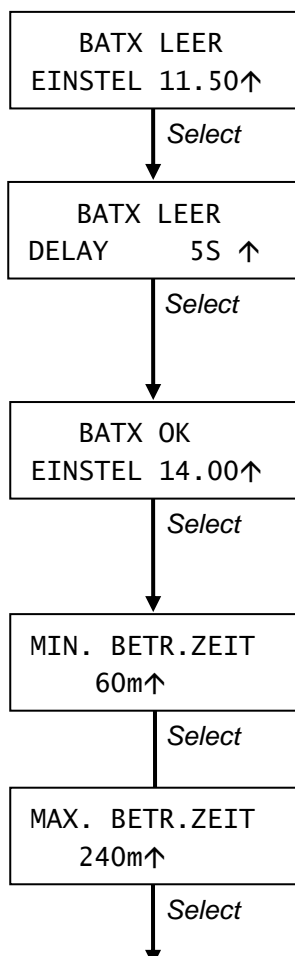 BATX LEER
EINSTEL 11.50↑
Select
BATX LEER
DELAY 5S ↑
Select
BATX OK
EINSTEL 14.00↑
Select
MIN. BETR.ZEIT
60m↑
Select
MAX. BETR.ZEIT
240m↑
Select